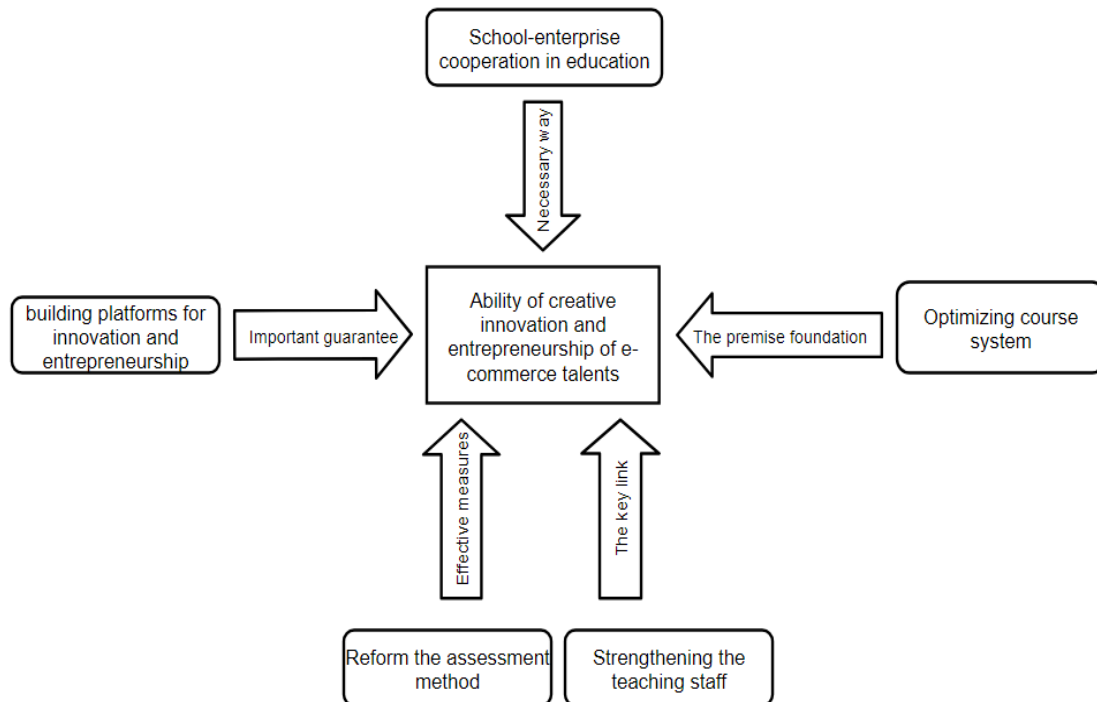 School-enterprise
cooperation in education
Necessary way
building platforms for
innovation and
entrepreneurship
Important guarantee
Ability of creative
innovation and
entrepreneurship of e-
commerce talents
The premise foundation
Optimizing course
system
Effective measures
The key link
Reform the assessment
method
Strengthening the
teaching staff